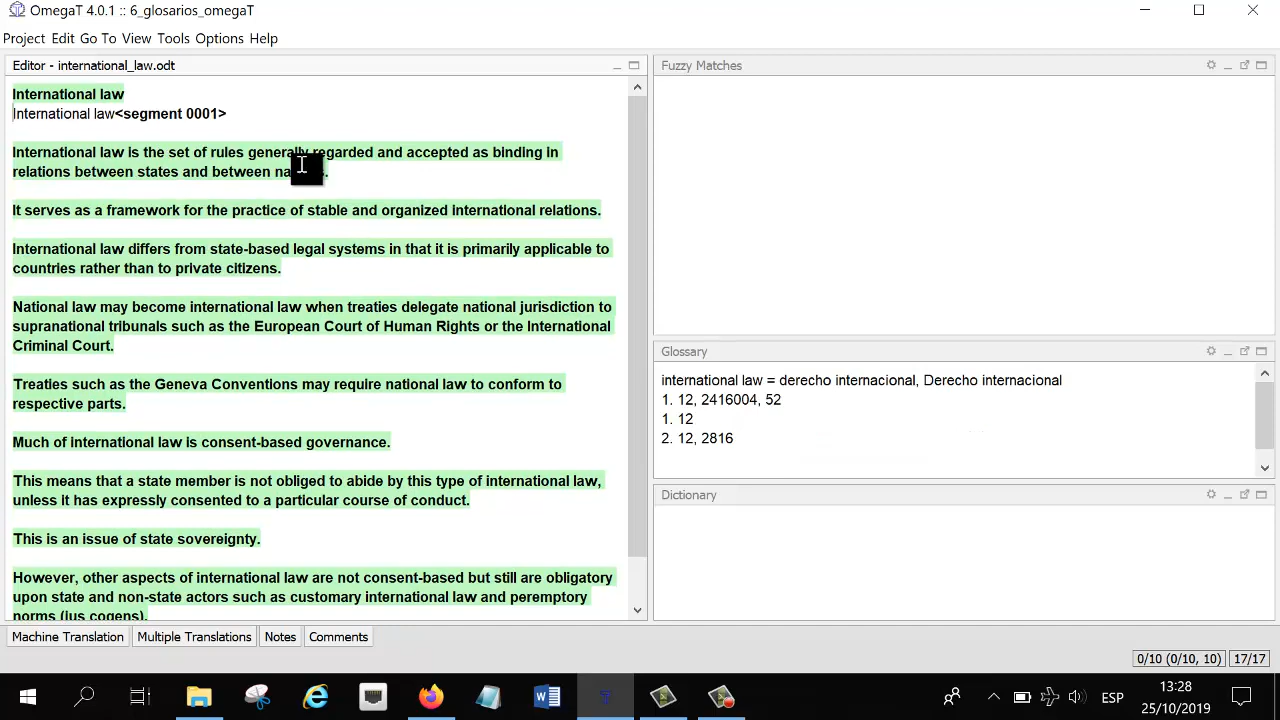 OmegaT 4.0.1 :: 6_glosarios_omegaT
Project Edit Go To View Tools Options Help
Editor - international_law.odt
International law
International law<segment 0001>
International law is the set of rules generally regarded and accepted as binding in
relations between states and between na s.
It serves as a framework for the practice of stable and organized international relations.
International law differs from state-based legal systems in that it is primarily applicable to
countries rather than to private citizens.
National law may become international law when treaties delegate national jurisdiction to
supranational tribunals such as the European Court of Human Rights or the International
Criminal Court.
Treaties such as the Geneva Conventions may require national law to conform to
respective parts.
Much of international law is consent-based governance.
This means that a state member is not obliged to abide by this type of international law,
unless it has expressly consented to a particular course of conduct.
This is an issue of state sovereignty.
However, other aspects of international law are not consent-based but still are obligatory
upon state and non-state actors such as customary international law and peremptory
norms (jus cogens).
Fuzzy Matches
Glossary
international law = derecho internacional, Derecho internacional
1. 12, 2416004, 52
1. 12
2. 12, 2816
Dictionary
Machine Translation
Multiple Translations
Notes
Comments
0/10 (0/10, 10)
17/17
ESP
13:28
25/10/2019